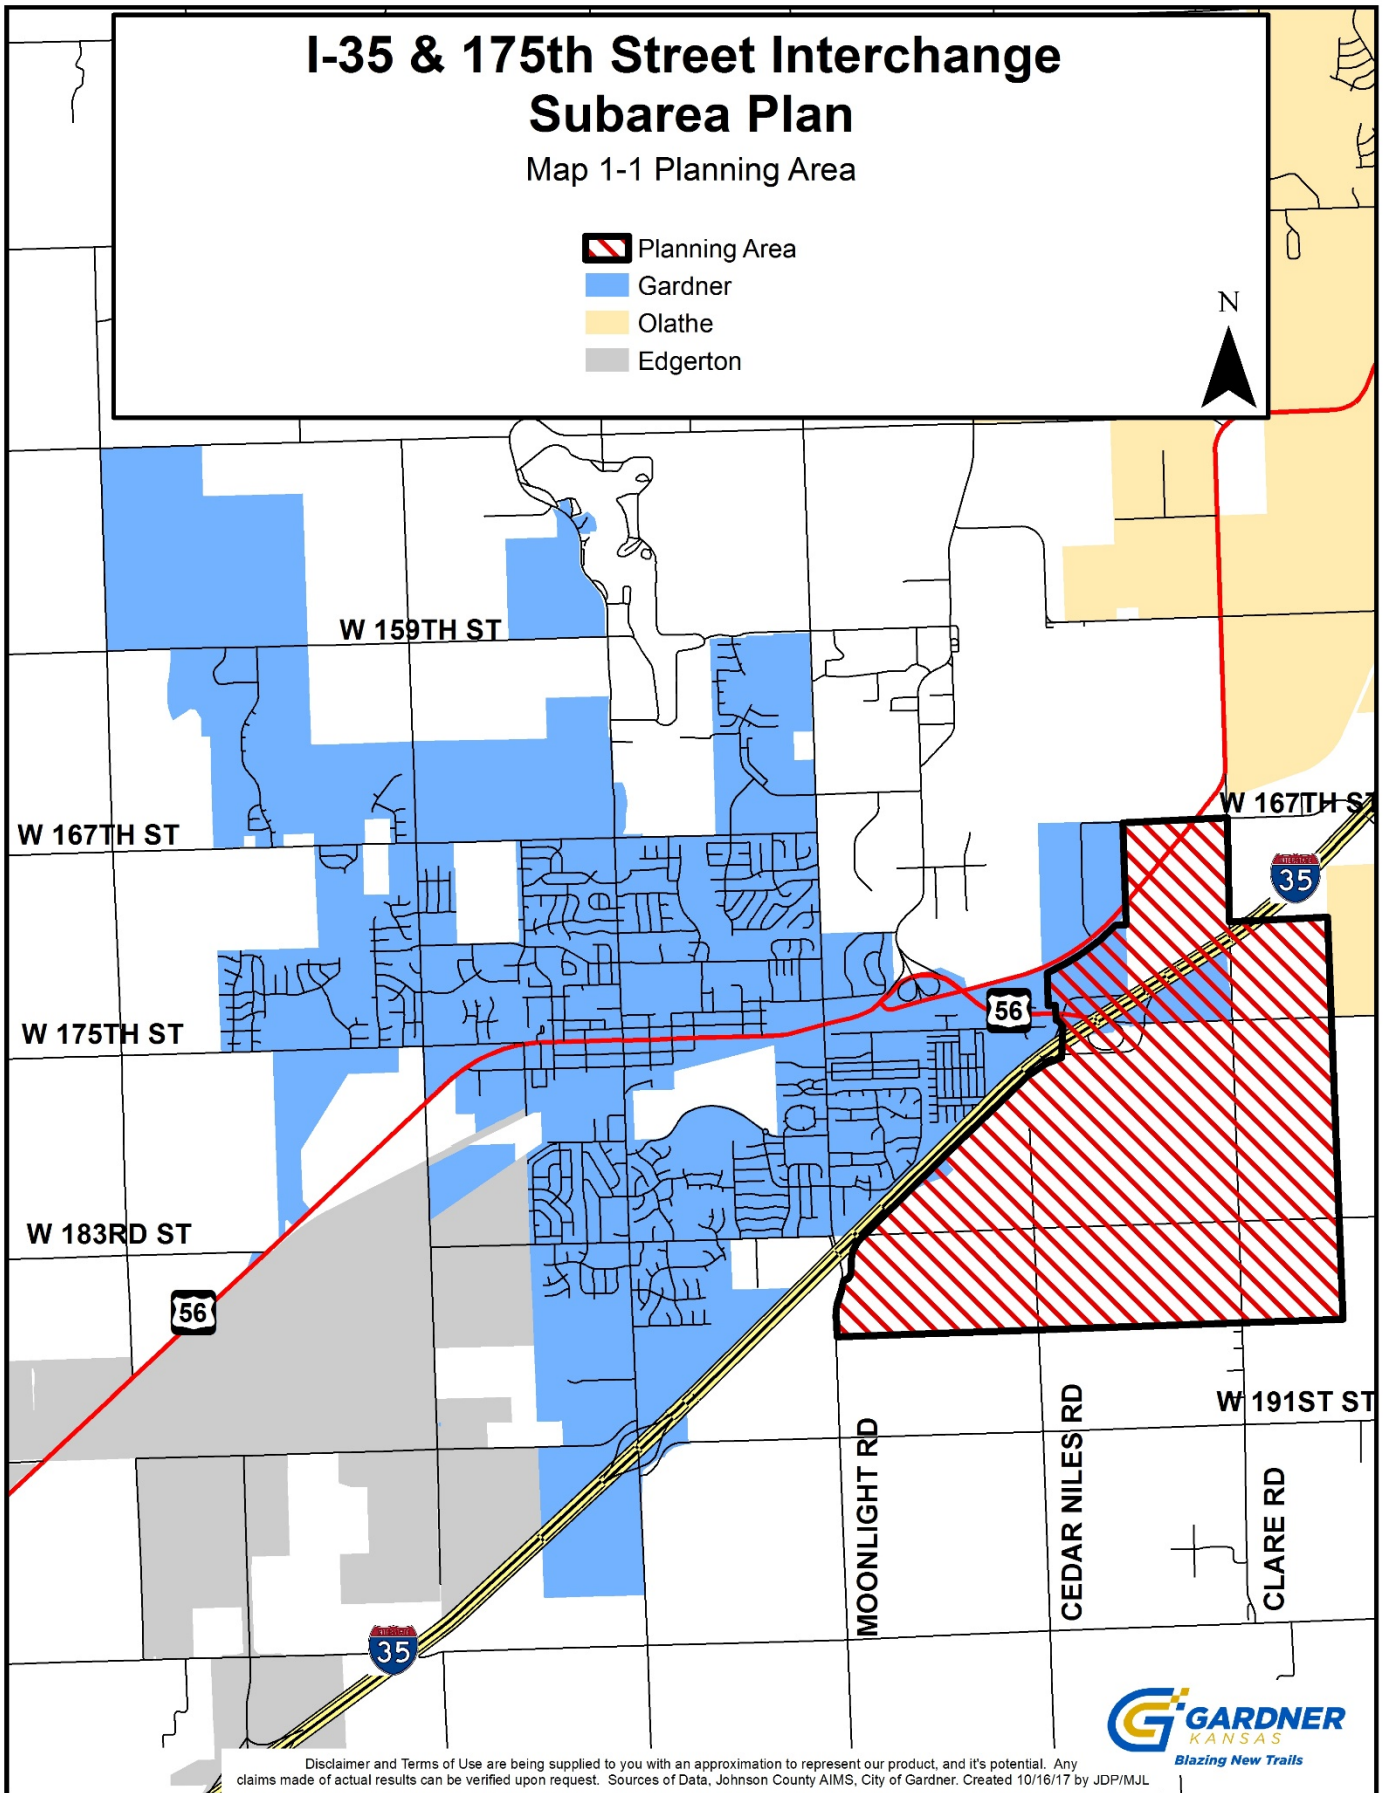 I-35 & 175th Street Interchange
Subarea Plan
Map 1-1 Planning Area
Planning Area
Gardner
Olathe
Edgerton
N
W 159TH ST
W 167TH ST
W 167TH ST
35
56
W 175TH ST
W 183RD ST
56
W 191ST ST
MOONLIGHT RD
CEDAR NILES RD
CLARE RD
35
GARDNER
KANSAS
Blazing New Trails
Disclaimer and Terms of Use are being supplied to you with an approximation to represent our product, and it's potential. Any
claims made of actual results can be verified upon request. Sources of Data, Johnson County AIMS, City of Gardner. Created 10/16/17 by JDP/MJL